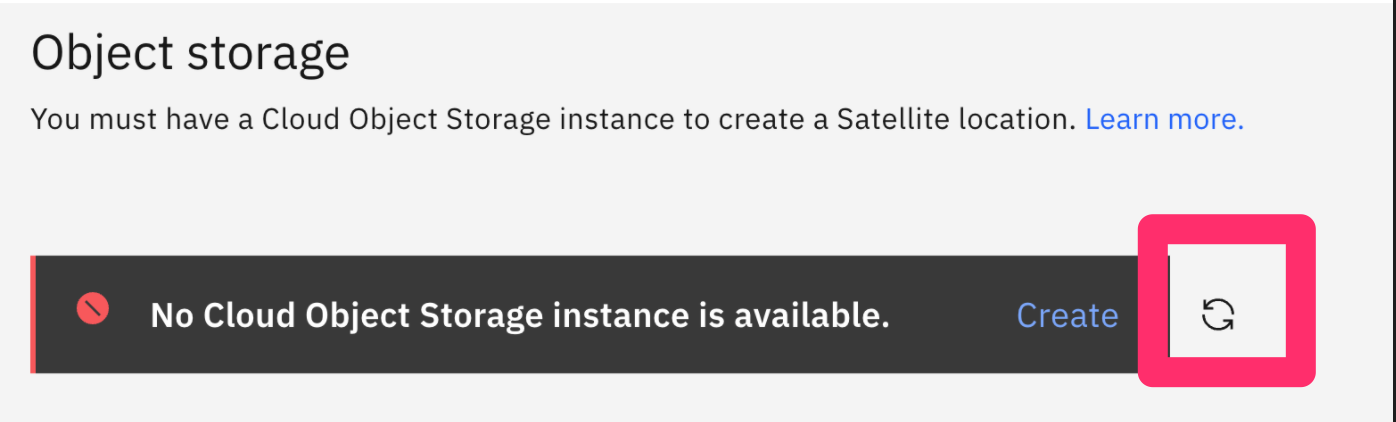 Object storage
You must have a Cloud Object Storage instance to create a Satellite location. Learn more.
No Cloud Object Storage instance is available. Create